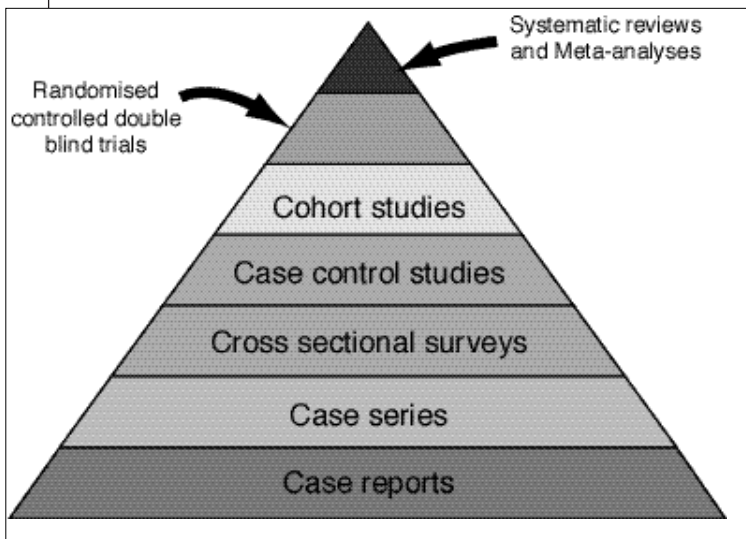 Systematic reviews
and Meta-analyses
Randomised
controlled double
blind trials
Cohort studies
Case control studies
Cross sectional surveys
Case series
Case reports